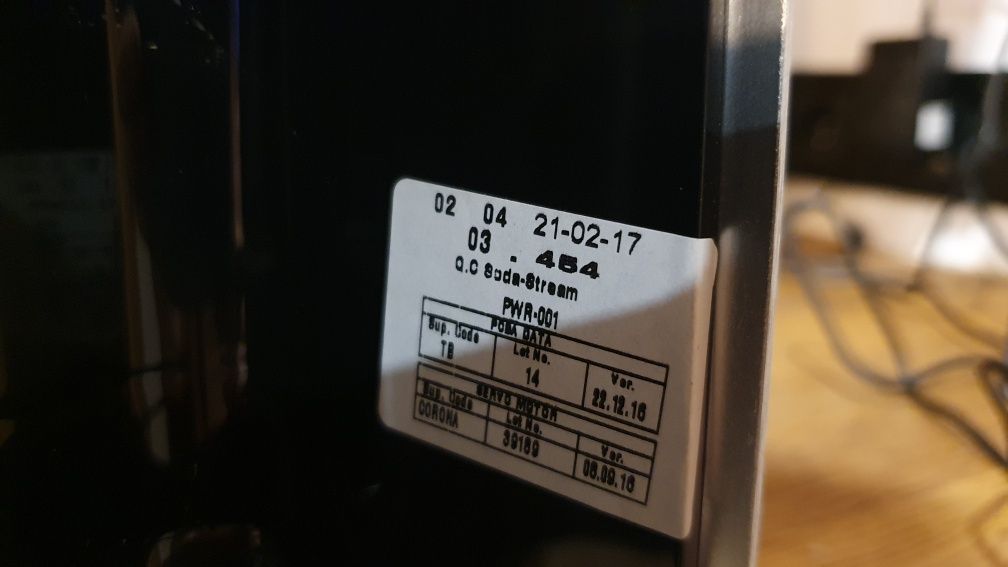 02 04 21-02-17
03 . 454
Q.C Soda-Stream
PWR-001
PCBA DATA
Sup. Code Lot No. Ver.
TB 14 22.12.16
SERVO MOTOR
Sup. Code Lot No. Ver.
CORONA 39189 08.09.16